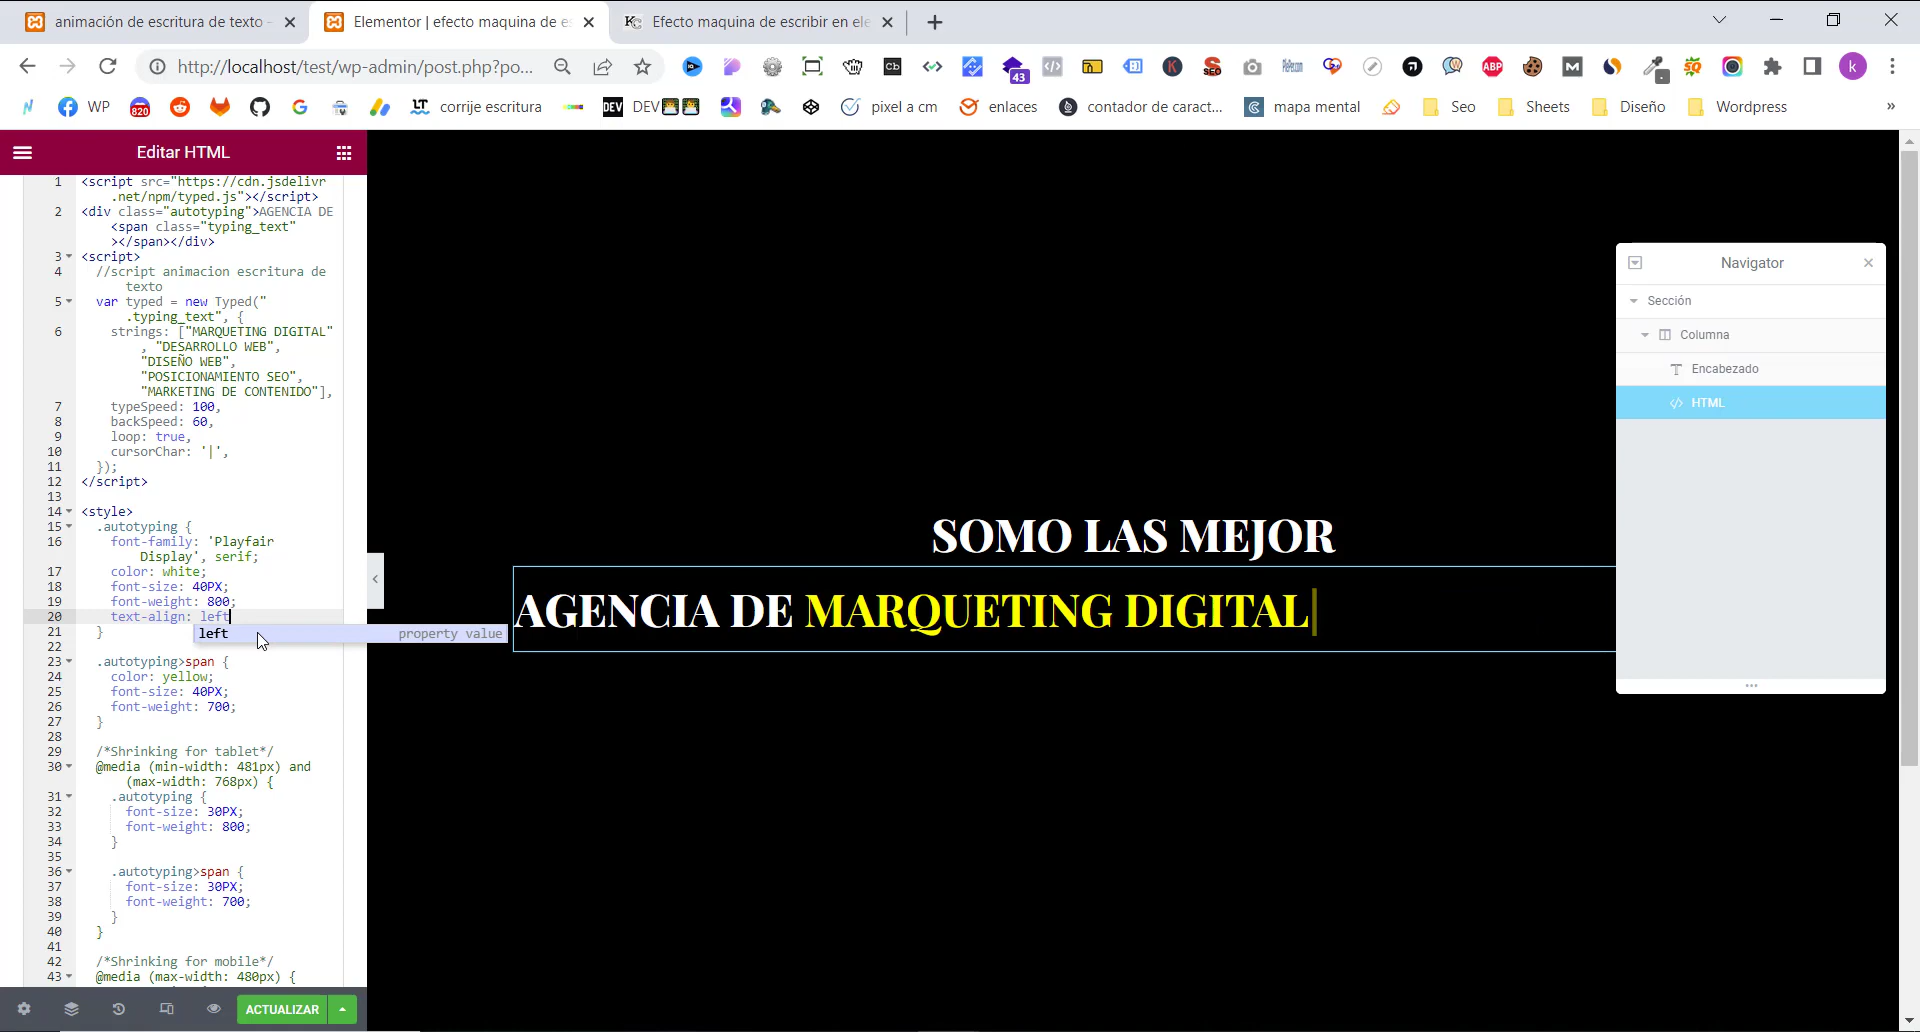 animación de escritura de texto -
Elementor | efecto maquina de es
Efecto maquina de escribir en ele
http://localhost/test/wp-admin/post.php?po...
Cb
43
K
SEO
ABP
M
k
WP
820
G
LT
corrije escritura
DEV
DEV
pixel a cm
enlaces
contador de caract...
mapa mental
Seo
Sheets
Diseño
Wordpress
»
Editar HTML
1 <script src="https://cdn.jsdelivr
.net/npm/typed.js"></script>
2 <div class="autotyping">AGENCIA DE
<span class="typing_text"
></span></div>
3 <script>
4 //script animacion escritura de
texto
5 var typed = new Typed("
.typing_text", {
6 strings: ["MARQUETING DIGITAL"
, "DESARROLLO WEB",
"DISEÑO WEB",
"POSICIONAMIENTO SEO",
"MARKETING DE CONTENIDO"],
7 typeSpeed: 100,
8 backSpeed: 60,
9 loop: true,
10 cursorChar: '|',
11 });
12 </script>
13
14 <style>
15 .autotyping {
16 font-family: 'Playfair
Display', serif;
17 color: white;
18 font-size: 40PX;
19 font-weight: 800;
20 text-align: left
21 }
left property value
22
23 .autotyping>span {
24 color: yellow;
25 font-size: 40PX;
26 font-weight: 700;
27 }
28
29 /*Shrinking for tablet*/
30 @media (min-width: 481px) and
(max-width: 768px) {
31 .autotyping {
32 font-size: 30PX;
33 font-weight: 800;
34 }
35
36 .autotyping>span {
37 font-size: 30PX;
38 font-weight: 700;
39 }
40 }
41
42 /*Shrinking for mobile*/
43 @media (max-width: 480px) {
ACTUALIZAR
SOMO LAS MEJOR
AGENCIA DE MARQUETING DIGITAL|
Navigator
Sección
Columna
Encabezado
HTML